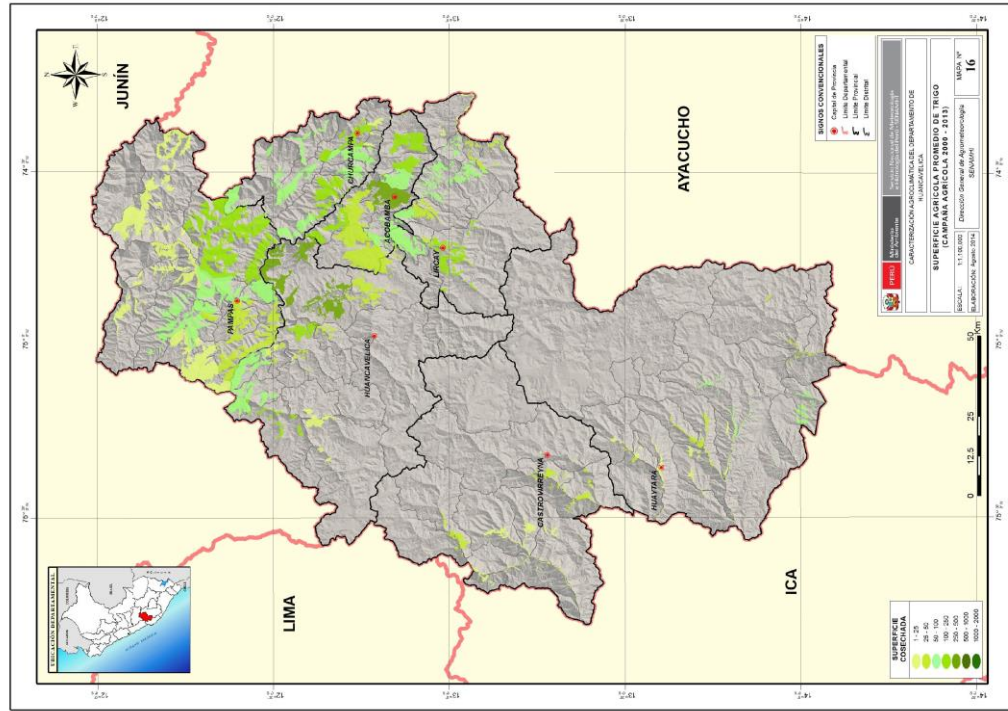 JUNÍN
LIMA
AYACUCHO
ICA
PAMPAS
CHURCAMPA
ACOBAMBA
LIRCAY
HUANCAVELICA
CASTROVIRREYNA
HUAYTARA
UBICACIÓN DEPARTAMENTAL
SUPERFICIE
COSECHADA
1 - 25
25 - 50
50 - 100
100 - 250
250 - 500
500 - 1000
1000 - 2000
0 12.5 25 50
Km
SIGNOS CONVENCIONALES
Capital de Provincia
Límite Departamental
Límite Provincial
Límite Distrital
PERÚ
Ministerio
del Ambiente
CARACTERIZACIÓN AGROCLIMÁTICA DEL DEPARTAMENTO DE
HUANCAVELICA
SUPERFICIE AGRÍCOLA PROMEDIO DE TRIGO
(CAMPAÑA AGRÍCOLA 2000 - 2013)
ESCALA: 1:1,100,000
ELABORACIÓN: Agosto 2014
Dirección General de Agrometeorología
SENAMHI
MAPA Nº
16